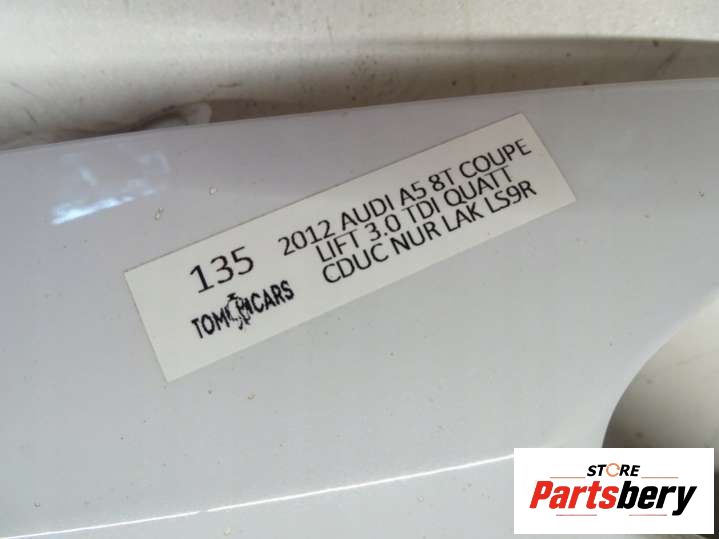 135
TOM CARS
2012 AUDI A5 8T COUPE
LIFT 3.0 TDI QUATT
CDUC NUR LAK LS9R
STORE
Partsbery